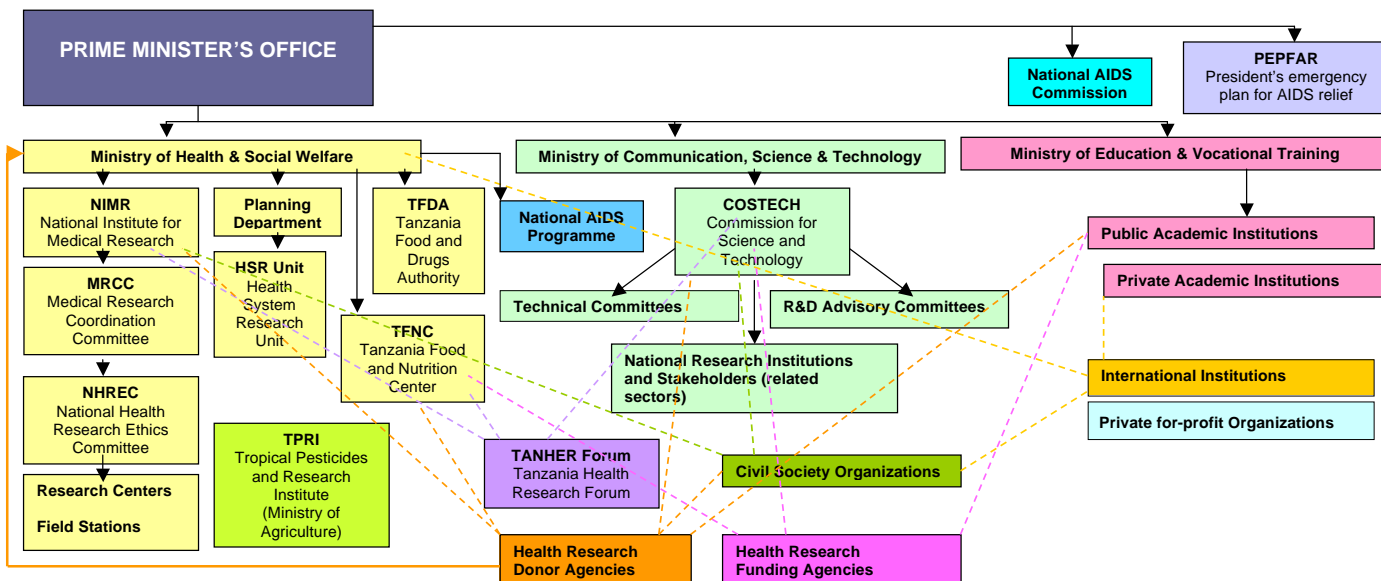 PRIME MINISTER'S OFFICE
National AIDS
Commission
PEPFAR
President's emergency
plan for AIDS relief
Ministry of Health & Social Welfare
Ministry of Communication, Science & Technology
Ministry of Education & Vocational Training
NIMR
National Institute for
Medical Research
Planning
Department
TFDA
Tanzania
Food and
Drugs
Authority
National AIDS
Programme
COSTECH
Commission for
Science and
Technology
Public Academic Institutions
Private Academic Institutions
MRCC
Medical Research
Coordination
Committee
HSR Unit
Health
System
Research
Unit
TFNC
Tanzania Food
and Nutrition
Center
Technical Committees
R&D Advisory Committees
National Research Institutions
and Stakeholders (related
sectors)
International Institutions
Private for-profit Organizations
NHREC
National Health
Research Ethics
Committee
TPRI
Tropical Pesticides
and Research
Institute
(Ministry of
Agriculture)
TANHER Forum
Tanzania Health
Research Forum
Civil Society Organizations
Research Centers
Field Stations
Health Research
Donor Agencies
Health Research
Funding Agencies